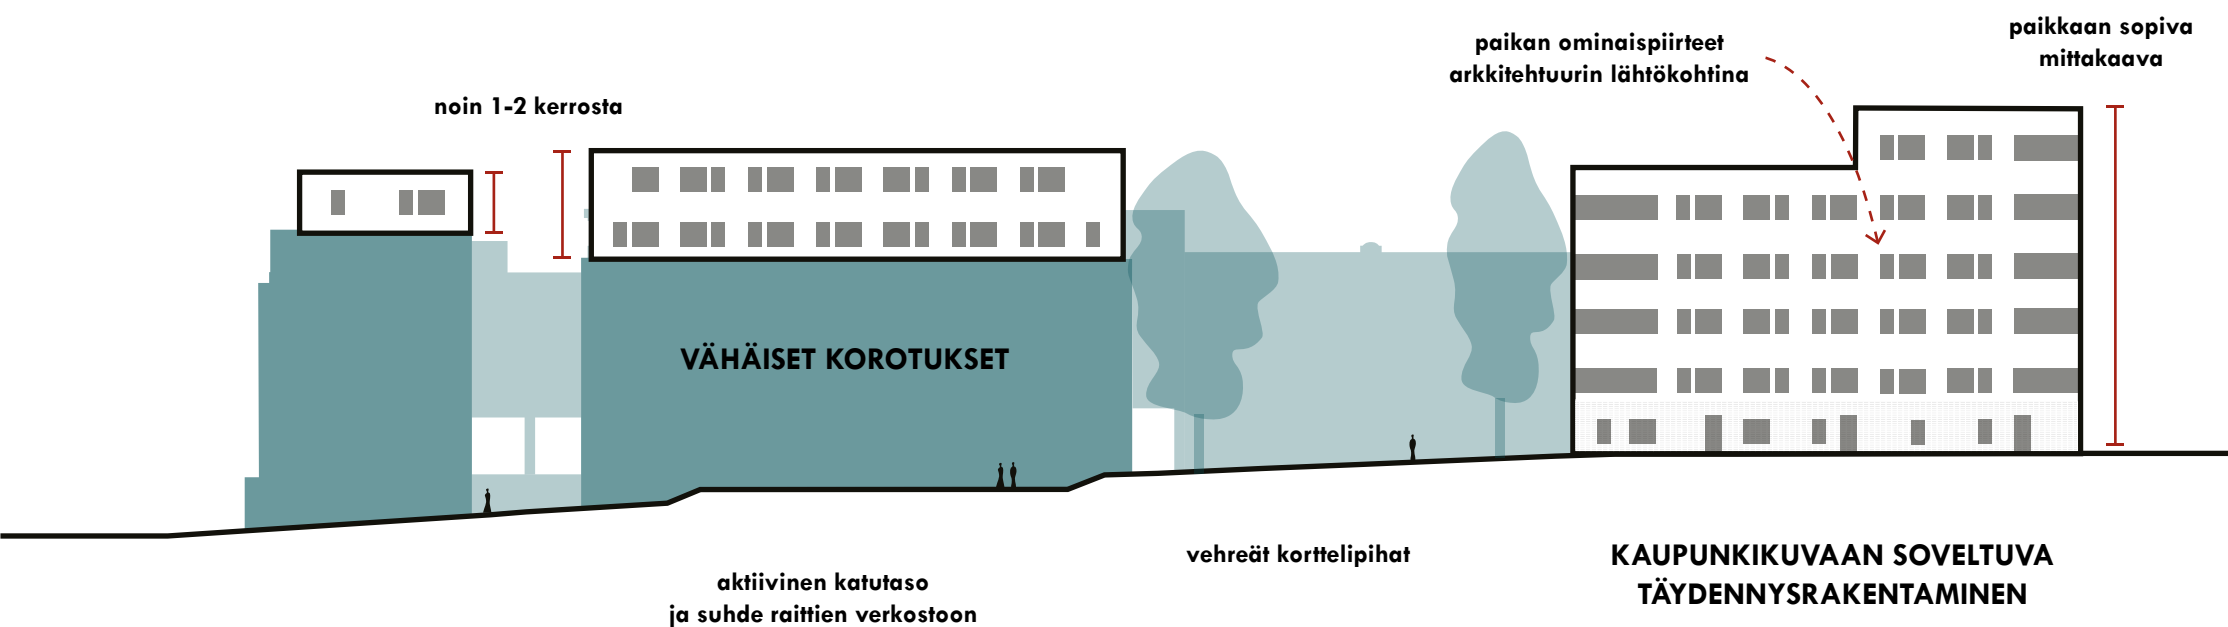 paikkaan sopiva
mittakaava
paikan ominaispiirteet
arkkitehtuurin lähtökohtina
noin 1-2 kerrosta
VÄHÄISET KOROTUKSET
vehreät korttelipihat
KAUPUNKIKUVAAN SOVELTUVA
TÄYDENNYSRAKENTAMINEN
aktiivinen katutaso
ja suhde raittien verkostoon